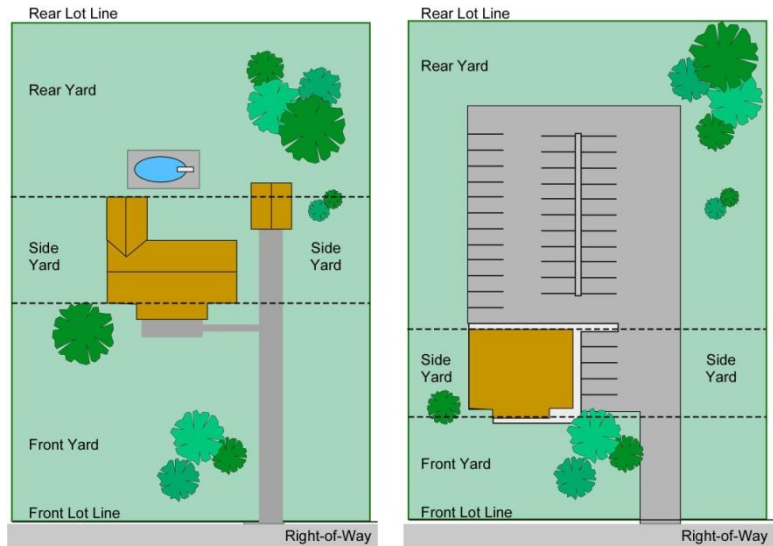 Rear Lot Line
Rear Yard
Side
Yard
Side
Yard
Front Yard
Front Lot Line
Right-of-Way
Rear Lot Line
Rear Yard
Side
Yard
Side
Yard
Front Yard
Front Lot Line
Right-of-Way